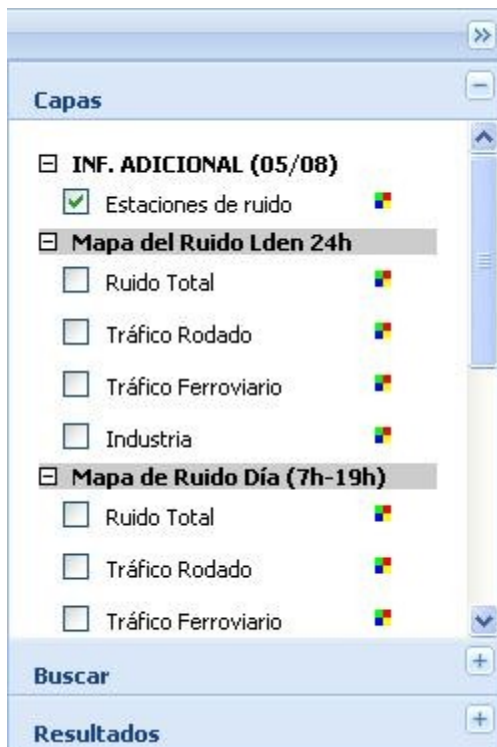 Capas
INF. ADICIONAL (05/08)
Estaciones de ruido
Mapa del Ruido Lden 24h
Ruido Total
Tráfico Rodado
Tráfico Ferroviario
Industria
Mapa de Ruido Día (7h-19h)
Ruido Total
Tráfico Rodado
Tráfico Ferroviario
Buscar
Resultados